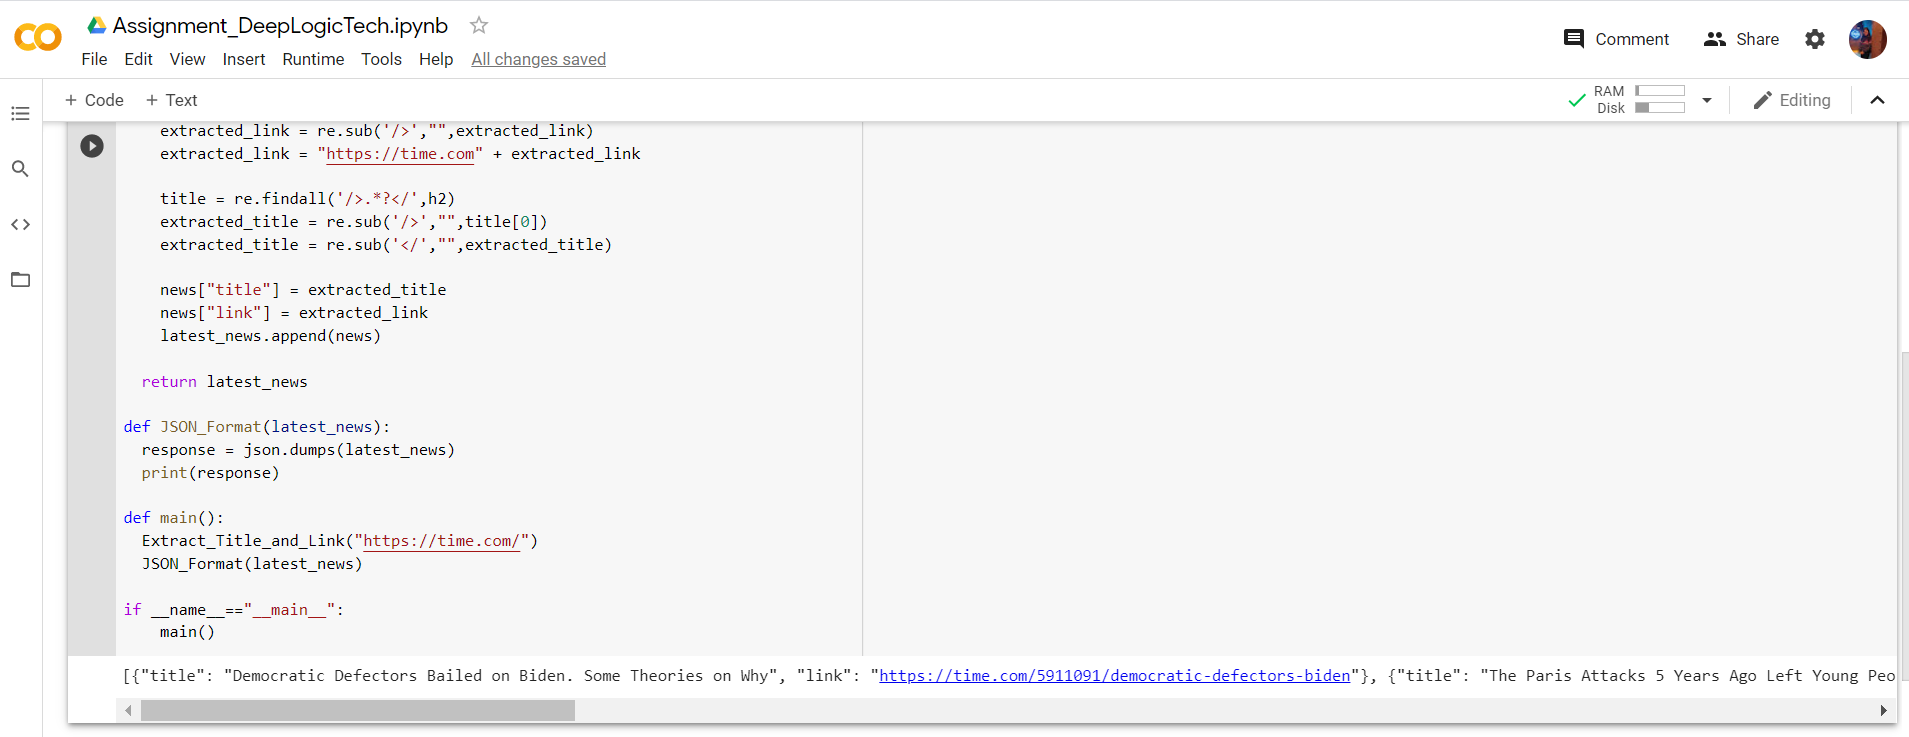 Assignment_DeepLogicTech.ipynb
File Edit View Insert Runtime Tools Help All changes saved
Comment Share
+ Code + Text
RAM
Disk
Editing
extracted_link = re.sub('/>',"",extracted_link)
extracted_link = "https://time.com" + extracted_link
title = re.findall('/>.*?</',h2)
extracted_title = re.sub('/>',"",title[0])
extracted_title = re.sub('</',"",extracted_title)
news["title"] = extracted_title
news["link"] = extracted_link
latest_news.append(news)
return latest_news
def JSON_Format(latest_news):
response = json.dumps(latest_news)
print(response)
def main():
Extract_Title_and_Link("https://time.com/")
JSON_Format(latest_news)
if __name__=="__main__":
main()
[{"title": "Democratic Defectors Bailed on Biden. Some Theories on Why", "link": "https://time.com/5911091/democratic-defectors-biden"}, {"title": "The Paris Attacks 5 Years Ago Left Young Peo